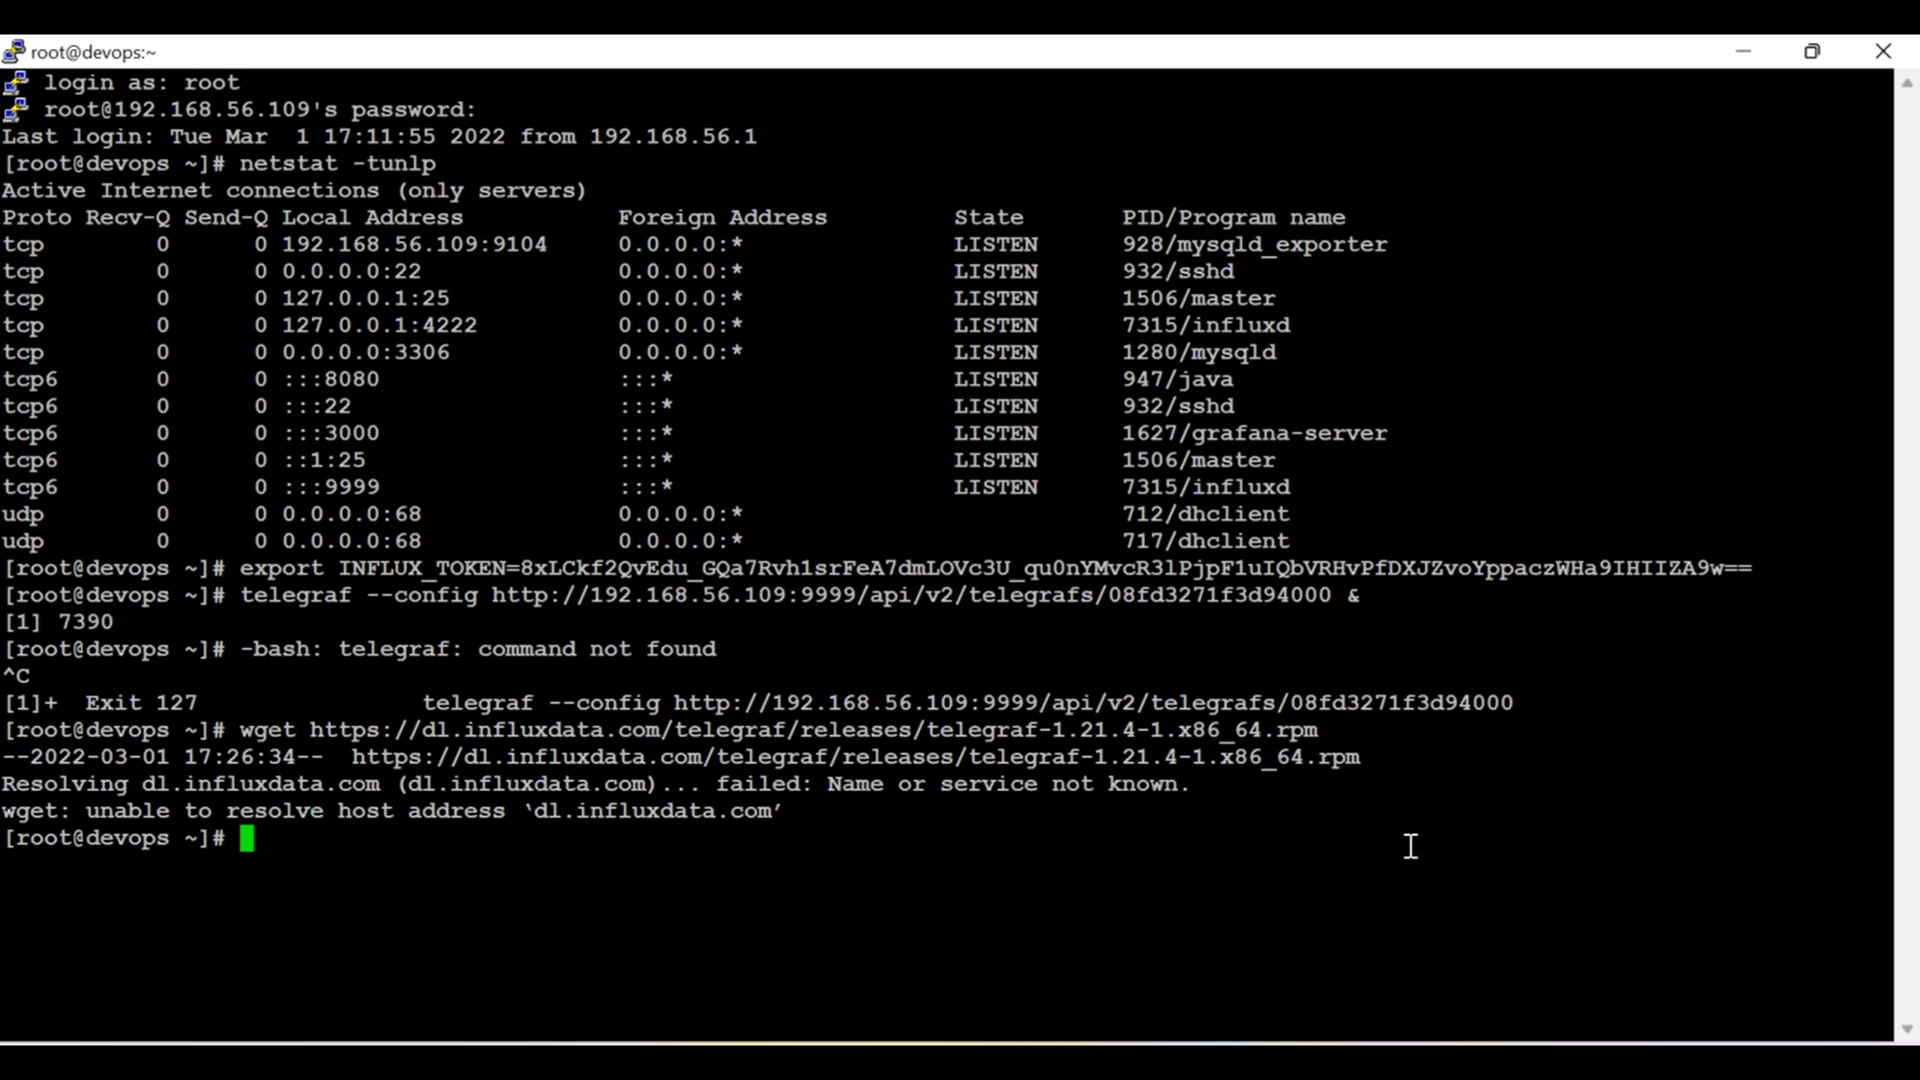 root@devops:~
login as: root
root@192.168.56.109's password:
Last login: Tue Mar  1 17:11:55 2022 from 192.168.56.1
[root@devops ~]# netstat -tunlp
Active Internet connections (only servers)
Proto Recv-Q Send-Q Local Address           Foreign Address         State       PID/Program name
tcp        0      0 192.168.56.109:9104     0.0.0.0:*               LISTEN      928/mysqld_exporter
tcp        0      0 0.0.0.0:22              0.0.0.0:*               LISTEN      932/sshd
tcp        0      0 127.0.0.1:25            0.0.0.0:*               LISTEN      1506/master
tcp        0      0 127.0.0.1:4222          0.0.0.0:*               LISTEN      7315/influxd
tcp        0      0 0.0.0.0:3306            0.0.0.0:*               LISTEN      1280/mysqld
tcp6       0      0 :::8080                 :::*                    LISTEN      947/java
tcp6       0      0 :::22                   :::*                    LISTEN      932/sshd
tcp6       0      0 :::3000                 :::*                    LISTEN      1627/grafana-server
tcp6       0      0 ::1:25                  :::*                    LISTEN      1506/master
tcp6       0      0 :::9999                 :::*                    LISTEN      7315/influxd
udp        0      0 0.0.0.0:68              0.0.0.0:*                           712/dhclient
udp        0      0 0.0.0.0:68              0.0.0.0:*                           717/dhclient
[root@devops ~]# export INFLUX_TOKEN=8xLCkf2QvEdu_GQa7Rvh1srFeA7dmLOVc3U_qu0nYMvcR3lPjpF1uIQbVRHvPfDXJZvoYppaczWHa9IHIIZA9w==
[root@devops ~]# telegraf --config http://192.168.56.109:9999/api/v2/telegrafs/08fd3271f3d94000 &
[1] 7390
[root@devops ~]# -bash: telegraf: command not found
^C
[1]+  Exit 127                telegraf --config http://192.168.56.109:9999/api/v2/telegrafs/08fd3271f3d94000
[root@devops ~]# wget https://dl.influxdata.com/telegraf/releases/telegraf-1.21.4-1.x86_64.rpm
--2022-03-01 17:26:34--  https://dl.influxdata.com/telegraf/releases/telegraf-1.21.4-1.x86_64.rpm
Resolving dl.influxdata.com (dl.influxdata.com)... failed: Name or service not known.
wget: unable to resolve host address ‘dl.influxdata.com’
[root@devops ~]#